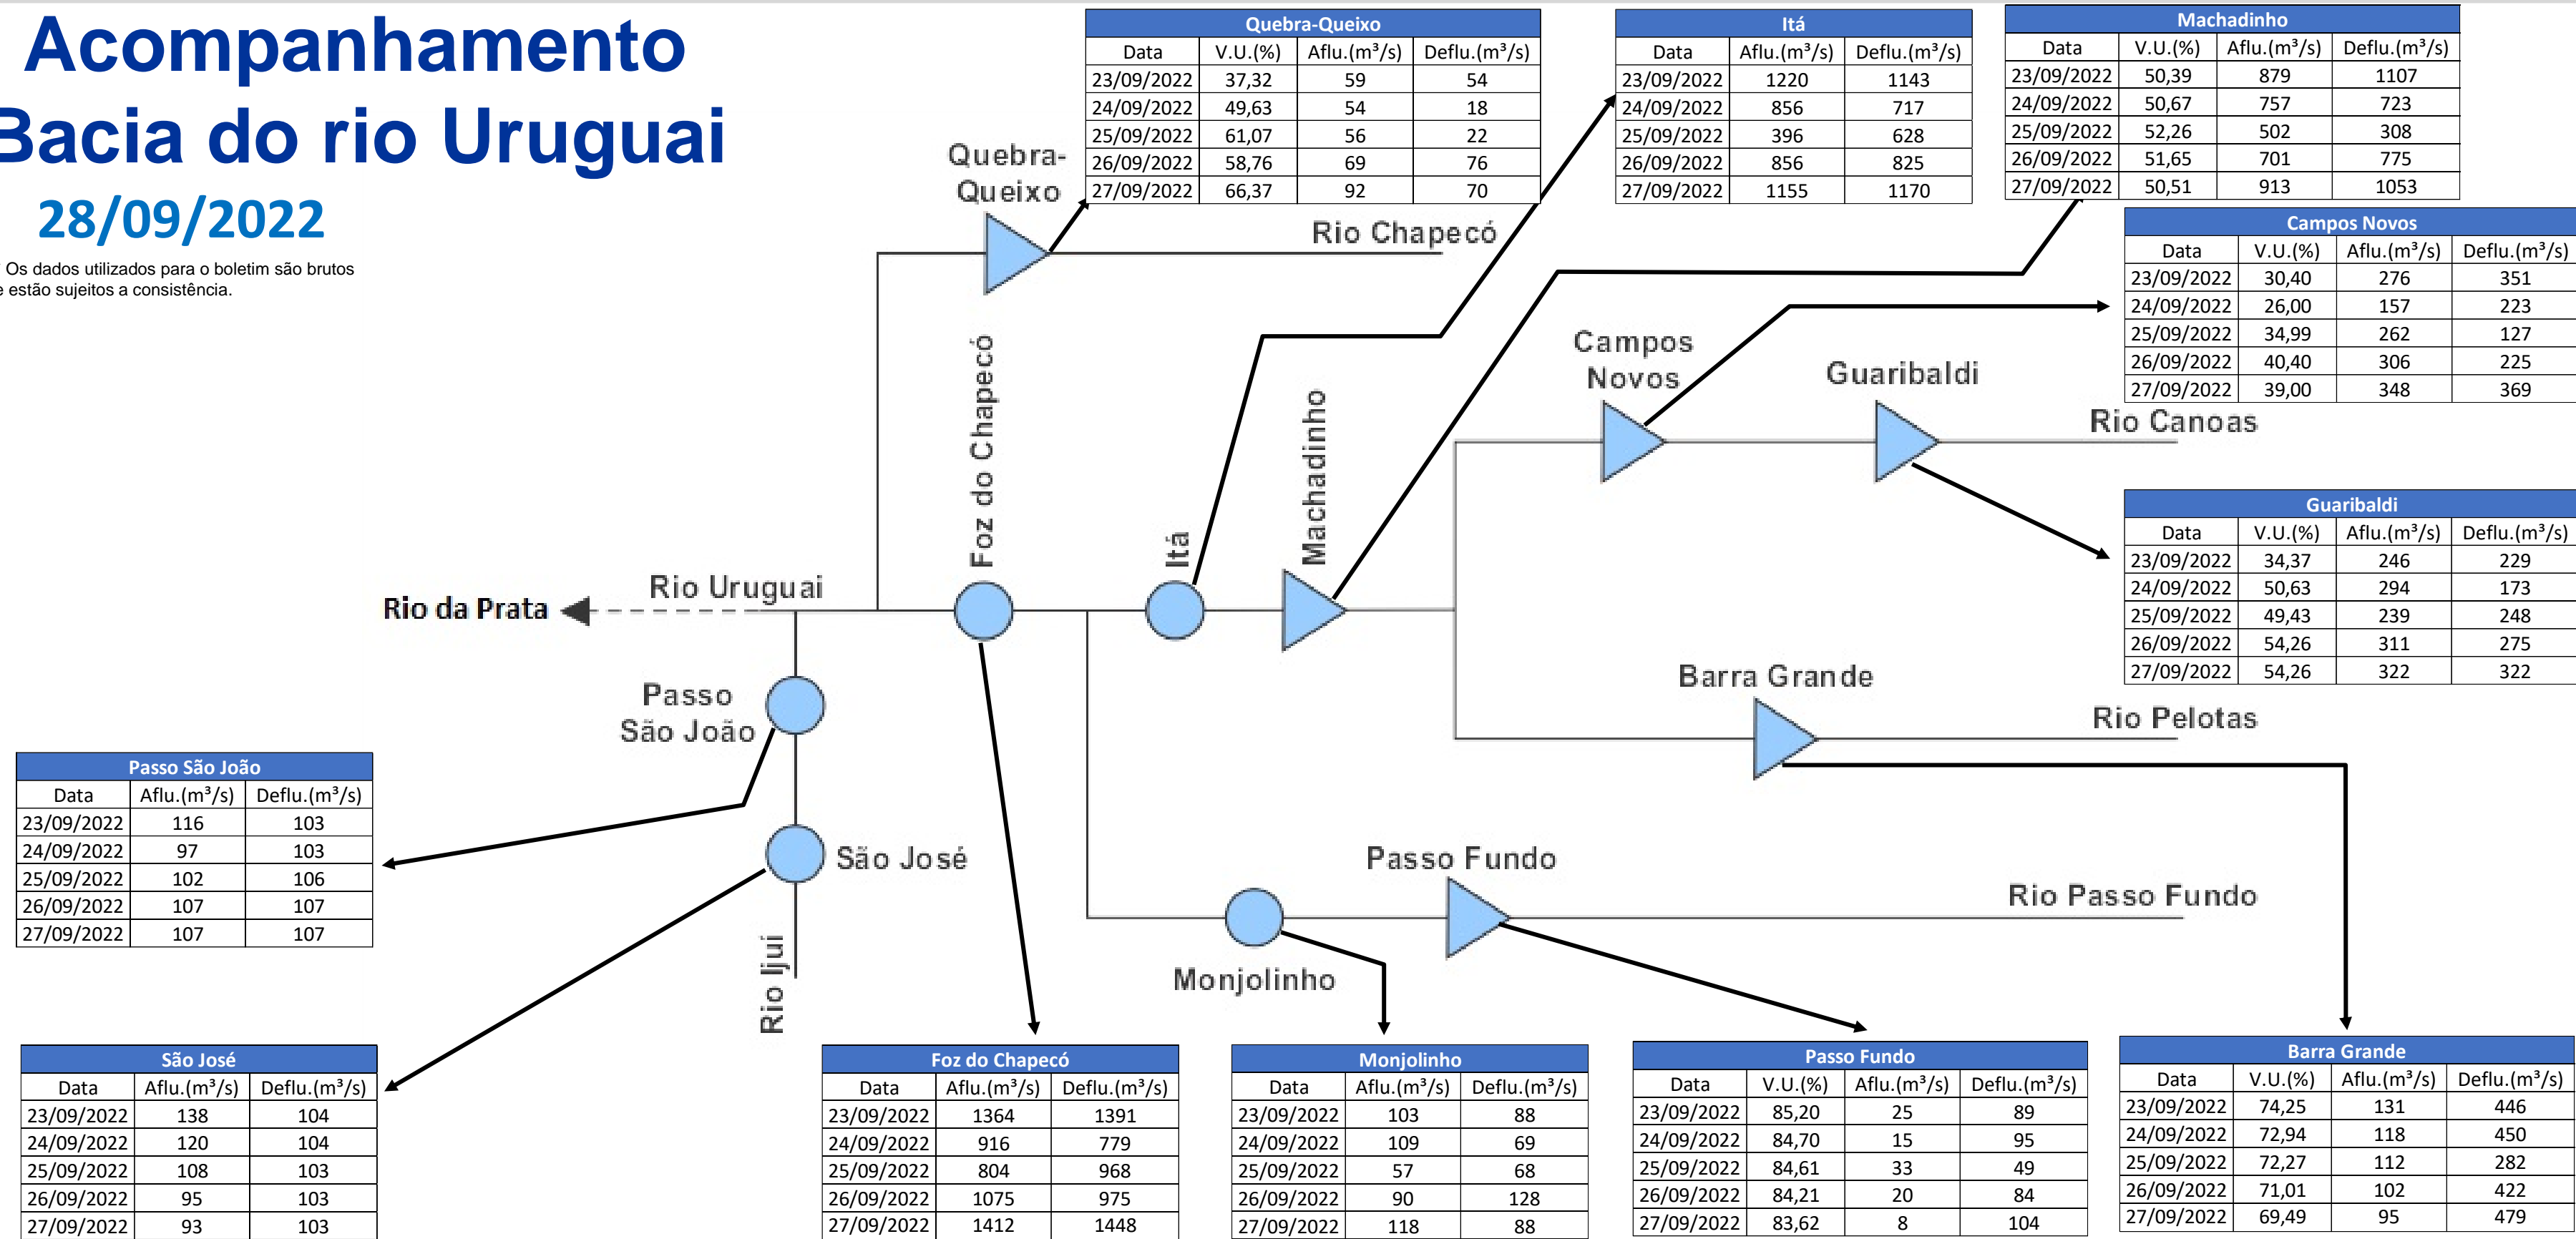 Acompanhamento
Bacia do rio Uruguai
28/09/2022
Os dados utilizados para o boletim são brutos
e estão sujeitos a consistência.
Quebra-Queixo
Data V.U.(%) Aflu.(m³/s) Deflu.(m³/s)
23/09/2022 37,32 59 54
24/09/2022 49,63 54 18
25/09/2022 61,07 56 22
26/09/2022 58,76 69 76
27/09/2022 66,37 92 70
Itá
Data Aflu.(m³/s) Deflu.(m³/s)
23/09/2022 1220 1143
24/09/2022 856 717
25/09/2022 396 628
26/09/2022 856 825
27/09/2022 1155 1170
Machadinho
Data V.U.(%) Aflu.(m³/s) Deflu.(m³/s)
23/09/2022 50,39 879 1107
24/09/2022 50,67 757 723
25/09/2022 52,26 502 308
26/09/2022 51,65 701 775
27/09/2022 50,51 913 1053
Campos Novos
Data V.U.(%) Aflu.(m³/s) Deflu.(m³/s)
23/09/2022 30,40 276 351
24/09/2022 26,00 157 223
25/09/2022 34,99 262 127
26/09/2022 40,40 306 225
27/09/2022 39,00 348 369
Guaribaldi
Data V.U.(%) Aflu.(m³/s) Deflu.(m³/s)
23/09/2022 34,37 246 229
24/09/2022 50,63 294 173
25/09/2022 49,43 239 248
26/09/2022 54,26 311 275
27/09/2022 54,26 322 322
Quebra-
Queixo
Rio Chapecó
Foz do Chapecó
Itá
Machadinho
Campos
Novos
Guaribaldi
Rio Canoas
Rio Uruguai
Rio da Prata
Barra Grande
Rio Pelotas
Passo
São João
São José
Rio Ijuí
Passo Fundo
Rio Passo Fundo
Monjolinho
Passo São João
Data Aflu.(m³/s) Deflu.(m³/s)
23/09/2022 116 103
24/09/2022 97 103
25/09/2022 102 106
26/09/2022 107 107
27/09/2022 107 107
São José
Data Aflu.(m³/s) Deflu.(m³/s)
23/09/2022 138 104
24/09/2022 120 104
25/09/2022 108 103
26/09/2022 95 103
27/09/2022 93 103
Foz do Chapecó
Data Aflu.(m³/s) Deflu.(m³/s)
23/09/2022 1364 1391
24/09/2022 916 779
25/09/2022 804 968
26/09/2022 1075 975
27/09/2022 1412 1448
Monjolinho
Data Aflu.(m³/s) Deflu.(m³/s)
23/09/2022 103 88
24/09/2022 109 69
25/09/2022 57 68
26/09/2022 90 128
27/09/2022 118 88
Passo Fundo
Data V.U.(%) Aflu.(m³/s) Deflu.(m³/s)
23/09/2022 85,20 25 89
24/09/2022 84,70 15 95
25/09/2022 84,61 33 49
26/09/2022 84,21 20 84
27/09/2022 83,62 8 104
Barra Grande
Data V.U.(%) Aflu.(m³/s) Deflu.(m³/s)
23/09/2022 74,25 131 446
24/09/2022 72,94 118 450
25/09/2022 72,27 112 282
26/09/2022 71,01 102 422
27/09/2022 69,49 95 479